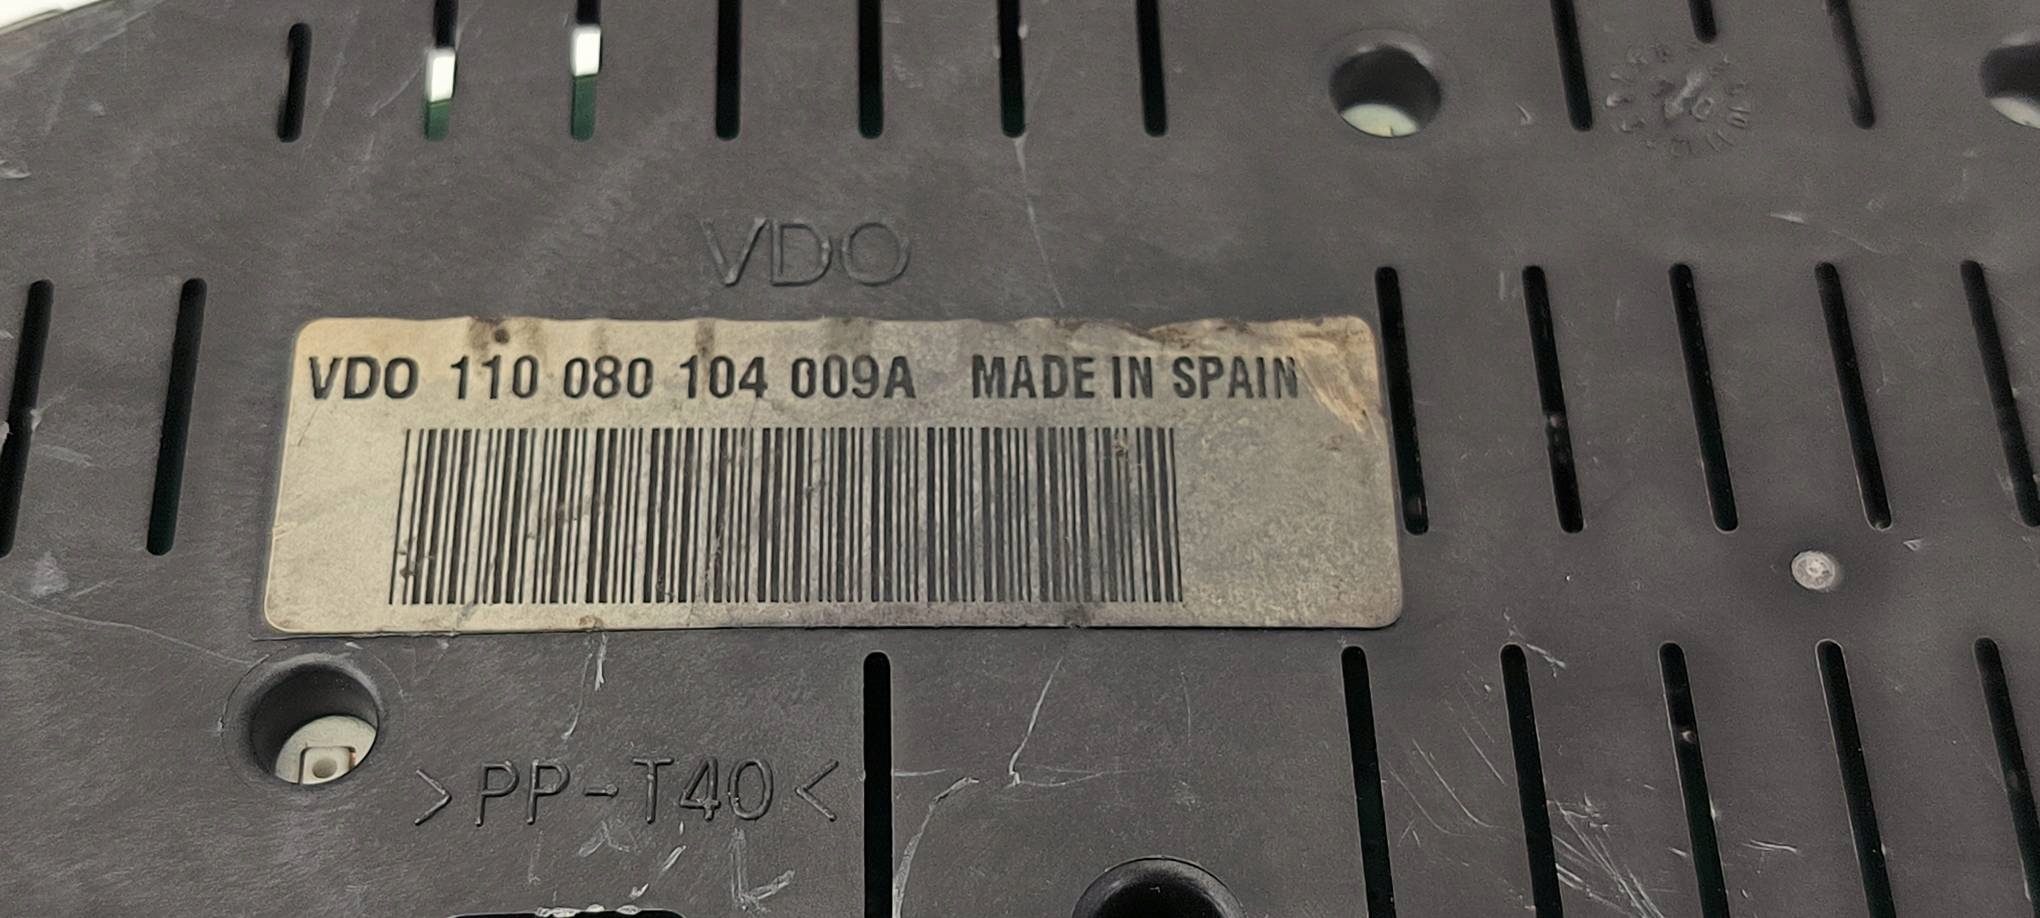 VDO
VDO 110 080 104 009A MADE IN SPAIN
>PP-T40<